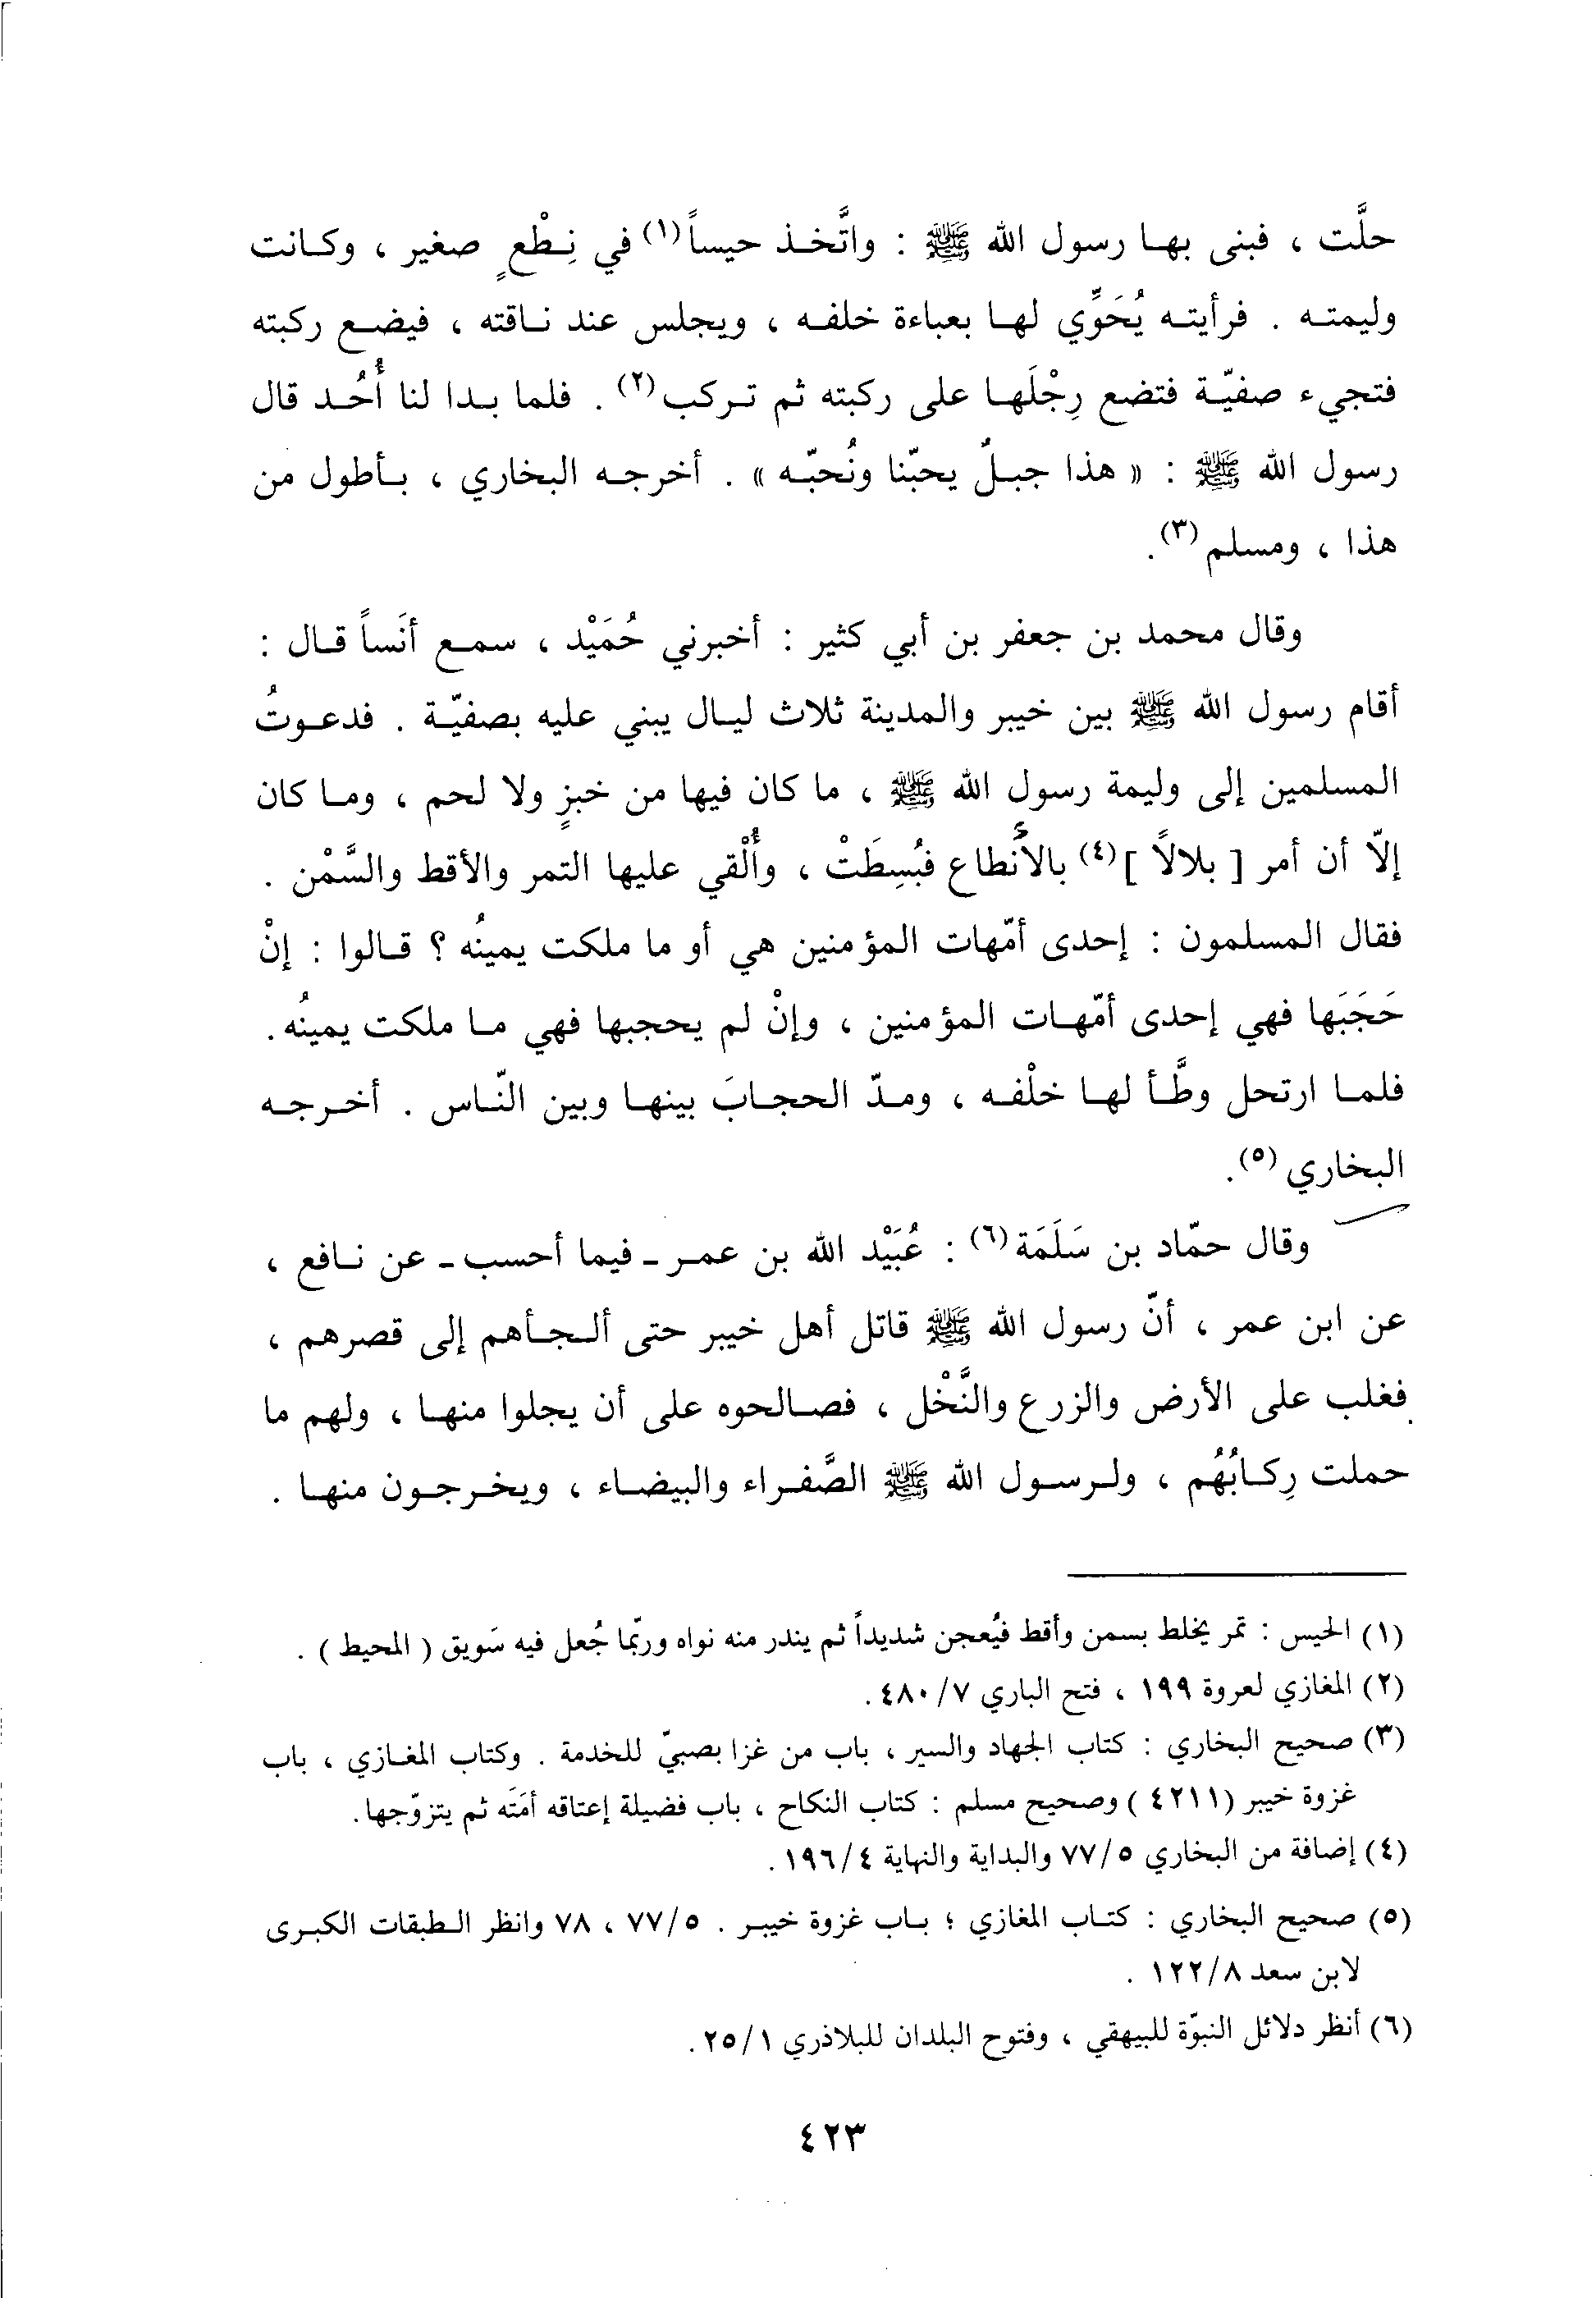 حلَّت ، فبنى بها رسول الله ﷺ : واتَّخذ حيساً(١) في نِطْعٍ صغير ، وكانت
وليمته . فرأيته يُحَوِّي لها بعباءة خلفه ، ويجلس عند ناقته ، فيضع ركبته
فتجيء صفيّة فتضع رِجْلَها على ركبته ثم تركب(٢) . فلما بدا لنا أُحُد قال
رسول الله ﷺ : « هذا جبلٌ يحبّنا ونُحبّه » . أخرجه البخاري ، بأطول من
هذا ، ومسلم(٣).
وقال محمد بن جعفر بن أبي كثير : أخبرني حُمَيْد ، سمع أنَساً قال :
أقام رسول الله ﷺ بين خيبر والمدينة ثلاث ليال يبني عليه بصفيّة . فدعوتُ
المسلمين إلى وليمة رسول الله ﷺ ، ما كان فيها من خبزٍ ولا لحم ، وما كان
إلّا أن أمر [ بلالاً ](٤) بالأنطاع فبُسِطَتْ ، وأُلْقي عليها التمر والأقط والسَّمْن .
فقال المسلمون : إحدى أمّهات المؤمنين هي أو ما ملكت يمينُه ؟ قالوا : إنْ
حَجَبَها فهي إحدى أمّهات المؤمنين ، وإنْ لم يحجبها فهي ما ملكت يمينُه .
فلما ارتحل وطَّأ لها خلْفه ، ومدّ الحجابَ بينها وبين النّاس . أخرجه
البخاري (٥).
وقال حمّاد بن سَلَمَة(٦) : عُبَيْد الله بن عمر ـ فيما أحسب ـ عن نافع ،
عن ابن عمر ، أنّ رسول الله ﷺ قاتل أهل خيبر حتى ألجأهم إلى قصرهم ،
فغلب على الأرض والزرع والنَّخْل ، فصالحوه على أن يجلوا منها ، ولهم ما
حملت رِكابُهُم ، ولرسول الله ﷺ الصَّفراء والبيضاء ، ويخرجون منها .
(١) الحيس : تمر يخلط بسمن وأقط فيُعجن شديداً ثم يندر منه نواه وربّما جُعل فيه سَويق ( المحيط ) .
(٢) المغازي لعروة ١٩٩ ، فتح الباري ٤٨٠/٧ .
(٣) صحيح البخاري : كتاب الجهاد والسير ، باب من غزا بصبيّ للخدمة . وكتاب المغازي ، باب
غزوة خيبر (٤٢١١) وصحيح مسلم : كتاب النكاح ، باب فضيلة إعتاقه أمَتَه ثم يتزوّجها .
(٤) إضافة من البخاري ٧٧/٥ والبداية والنهاية ١٩٦/٤ .
(٥) صحيح البخاري : كتاب المغازي ؛ باب غزوة خيبر . ٧٧/٥ ، ٧٨ وانظر الطبقات الكبرى
لابن سعد ١٢٢/٨ .
(٦) أنظر دلائل النبوّة للبيهقي ، وفتوح البلدان للبلاذري ٢٥/١ .
٤٢٣